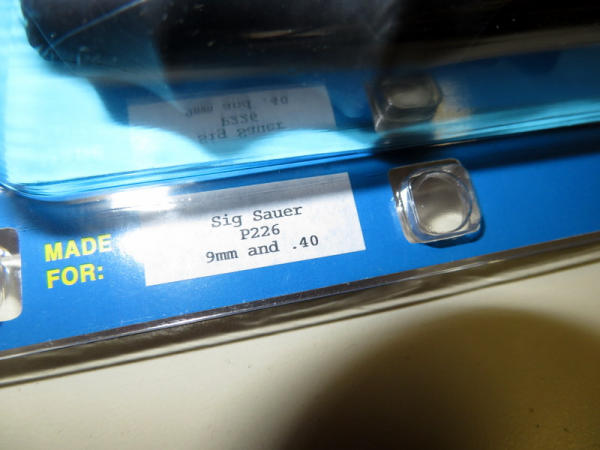 MADE
FOR:
Sig Sauer
P226
9mm and .40